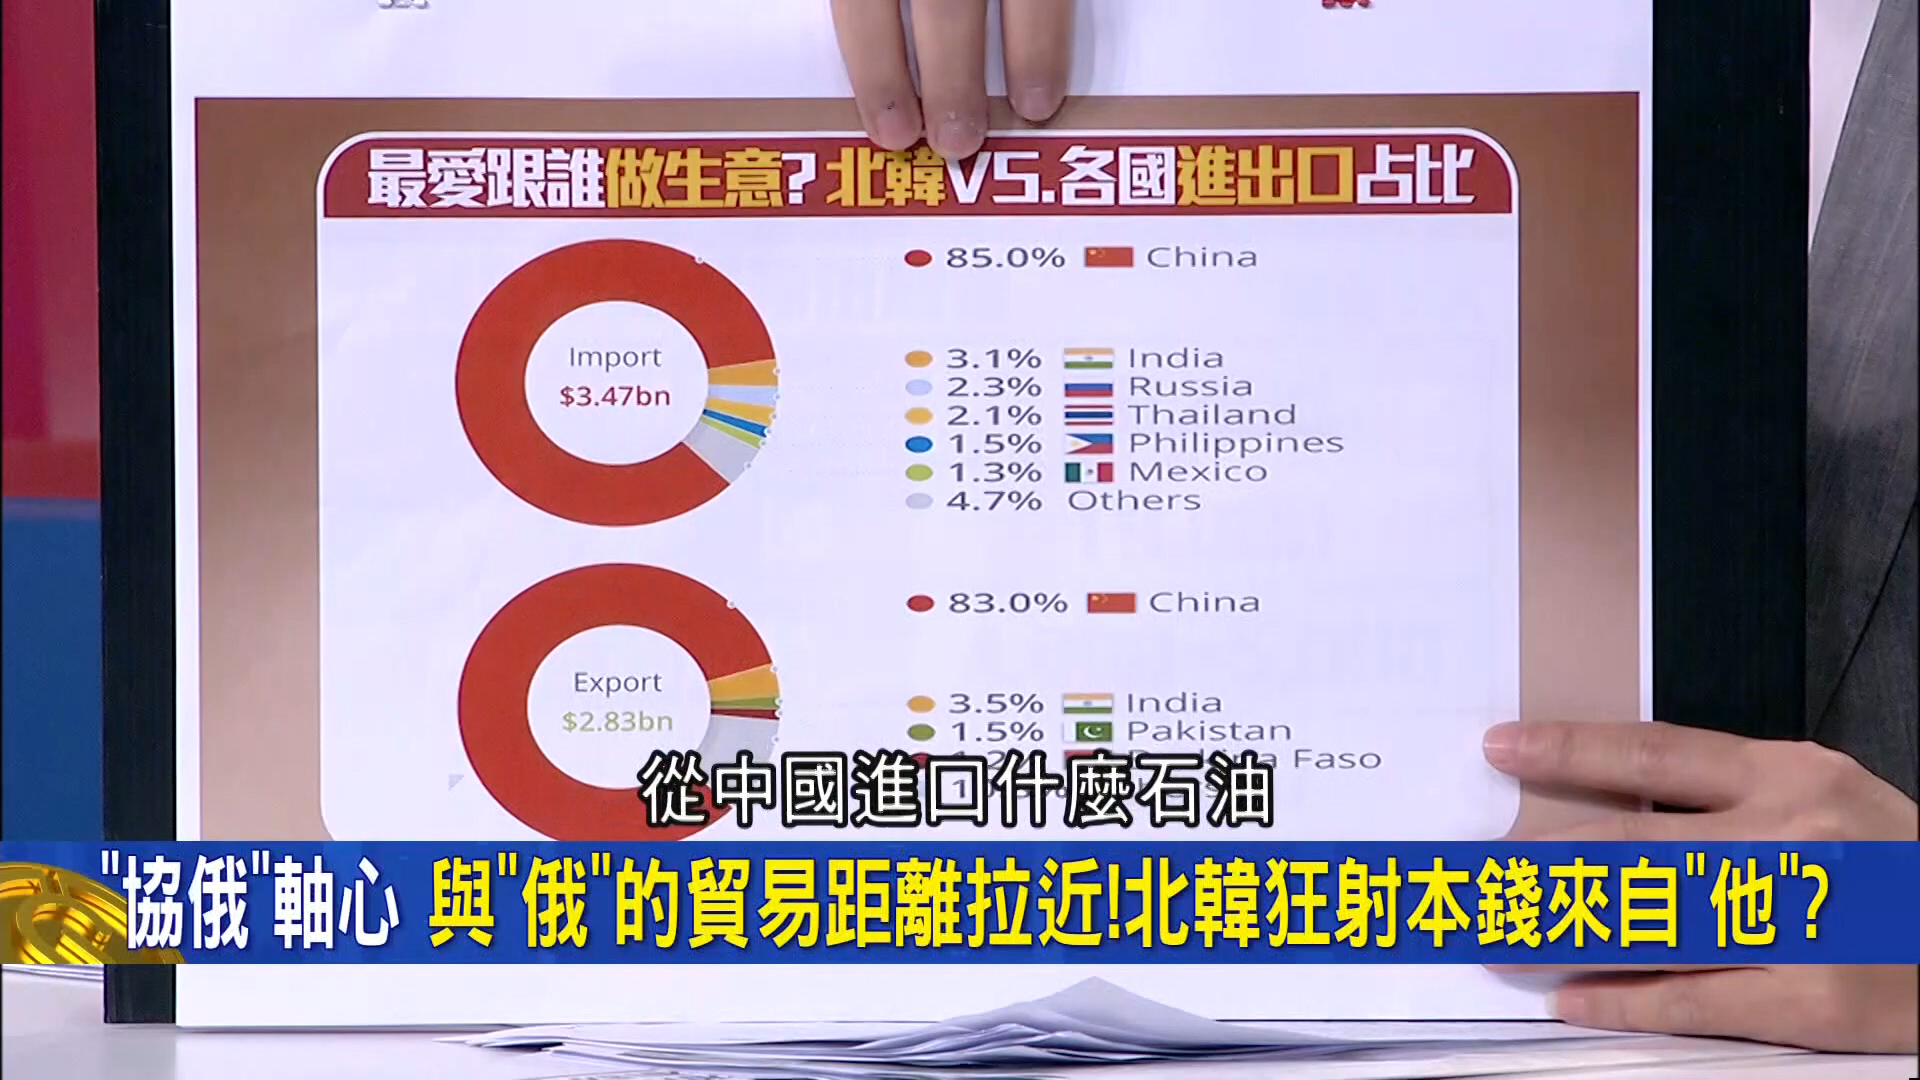 最愛跟誰做生意?北韓VS.各國進出口占比
Import
$3.47bn
85.0% China
3.1% India
2.3% Russia
2.1% Thailand
1.5% Philippines
1.3% Mexico
4.7% Others
Export
$2.83bn
83.0% China
3.5% India
1.5% Pakistan
Faso
從中國進口什麼石油
"協俄"軸心 與"俄"的貿易距離拉近!北韓狂射本錢來自"他"?